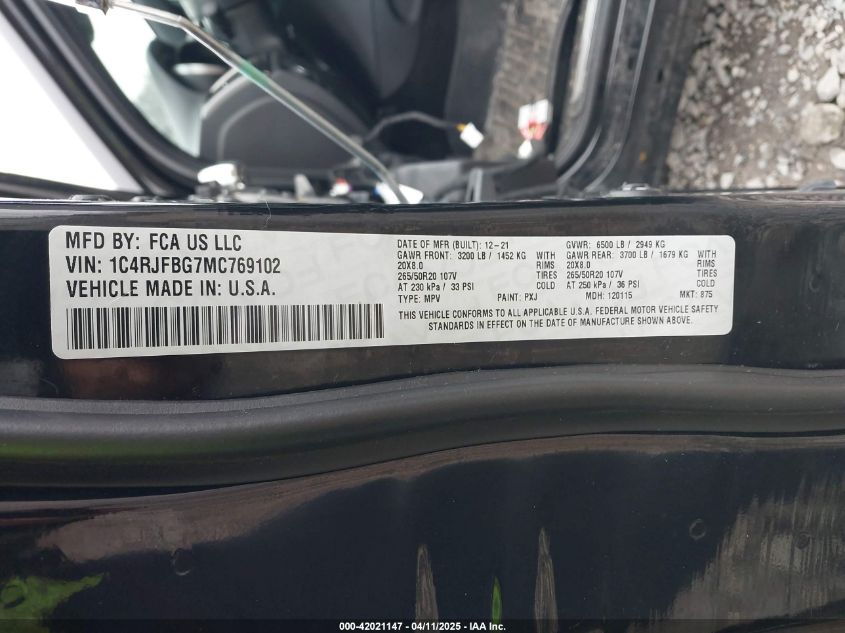 MFD BY: FCA US LLC
VIN: 1C4RJFBG7MC769102
VEHICLE MADE IN: U.S.A.
DATE OF MFR (BUILT): 12-21 GVWR: 6500 LB / 2949 KG
GAWR FRONT: 3200 LB / 1452 KG GAWR REAR: 3700 LB / 1679 KG
20X8.0 RIMS 20X8.0 RIMS
265/50R20 107V TIRES 265/50R20 107V TIRES
AT 230 kPa / 33 PSI COLD AT 250 kPa / 36 PSI COLD
TYPE: MPV PAINT: PXJ MDH: 120115 MKT: 875
THIS VEHICLE CONFORMS TO ALL APPLICABLE U.S.A. FEDERAL MOTOR VEHICLE SAFETY
STANDARDS IN EFFECT ON THE DATE OF MANUFACTURE SHOWN ABOVE.
000-42021147 - 04/11/2025 - IAA Inc.